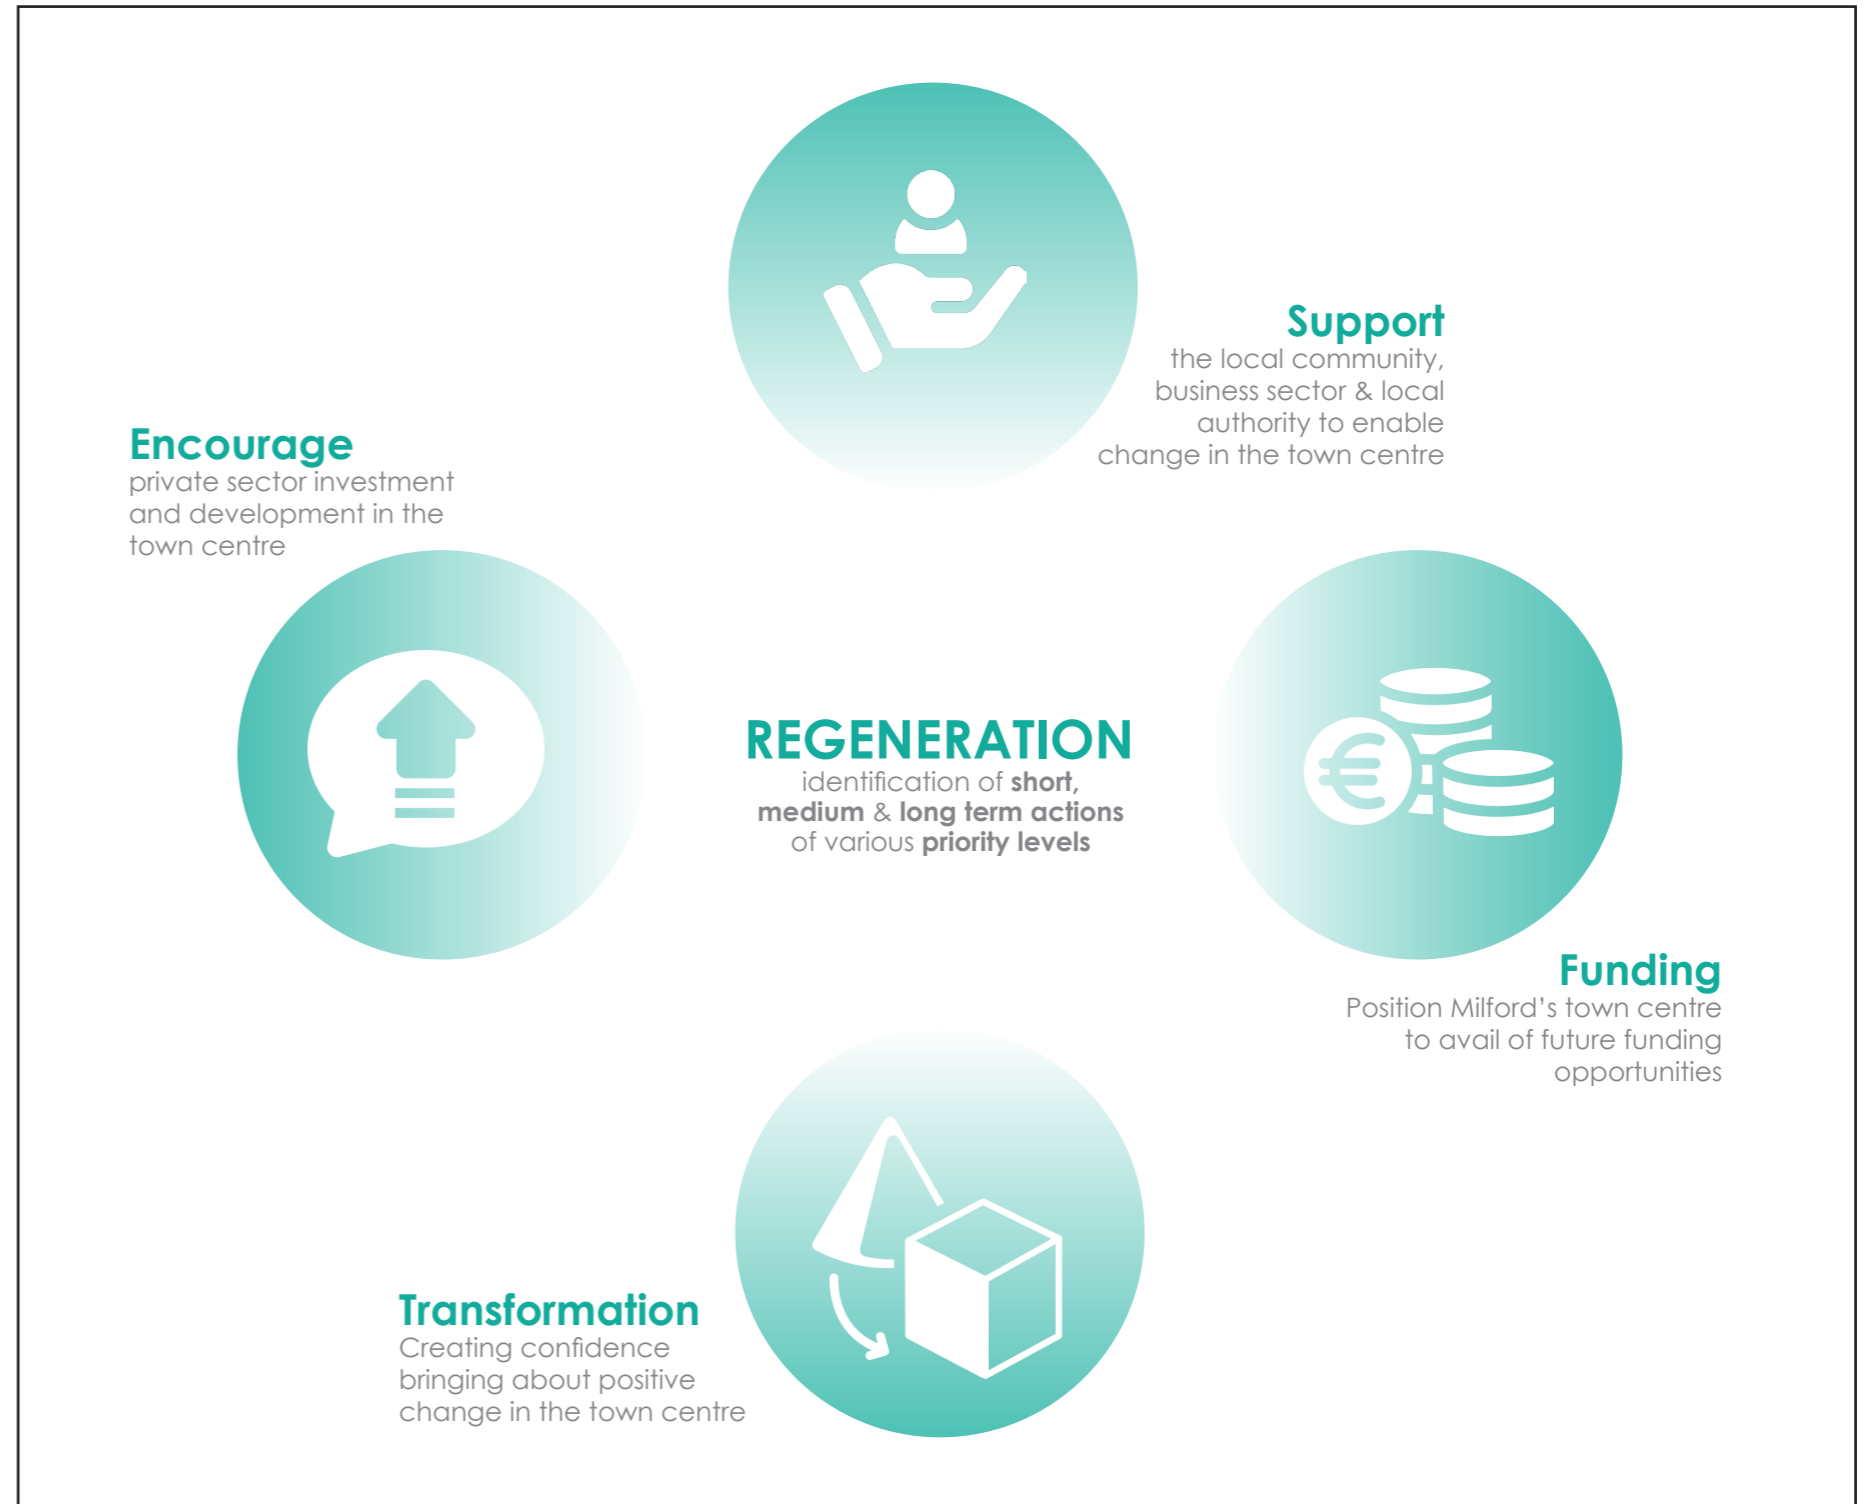 Support
the local community,
business sector & local
authority to enable
change in the town centre
Encourage
private sector investment
and development in the
town centre
REGENERATION
identification of short,
medium & long term actions
of various priority levels
€
Funding
Position Milford’s town centre
to avail of future funding
opportunities
Transformation
Creating confidence
bringing about positive
change in the town centre